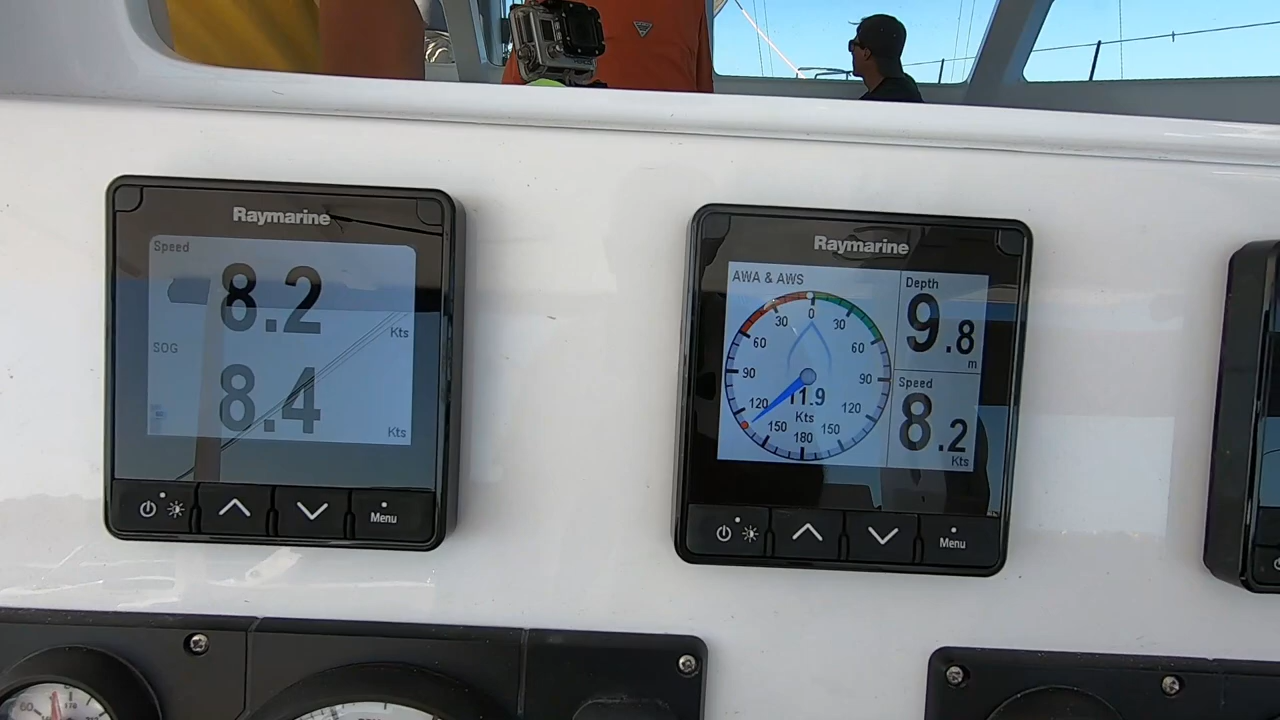 Raymarine
Speed
8.2
Kts
SOG
8.4
Kts
Menu
Raymarine
AWA & AWS
0
30
30
60
60
90
90
120
120
150
150
180
11.9
Kts
Depth
9.8
m
Speed
8.2
Kts
Menu